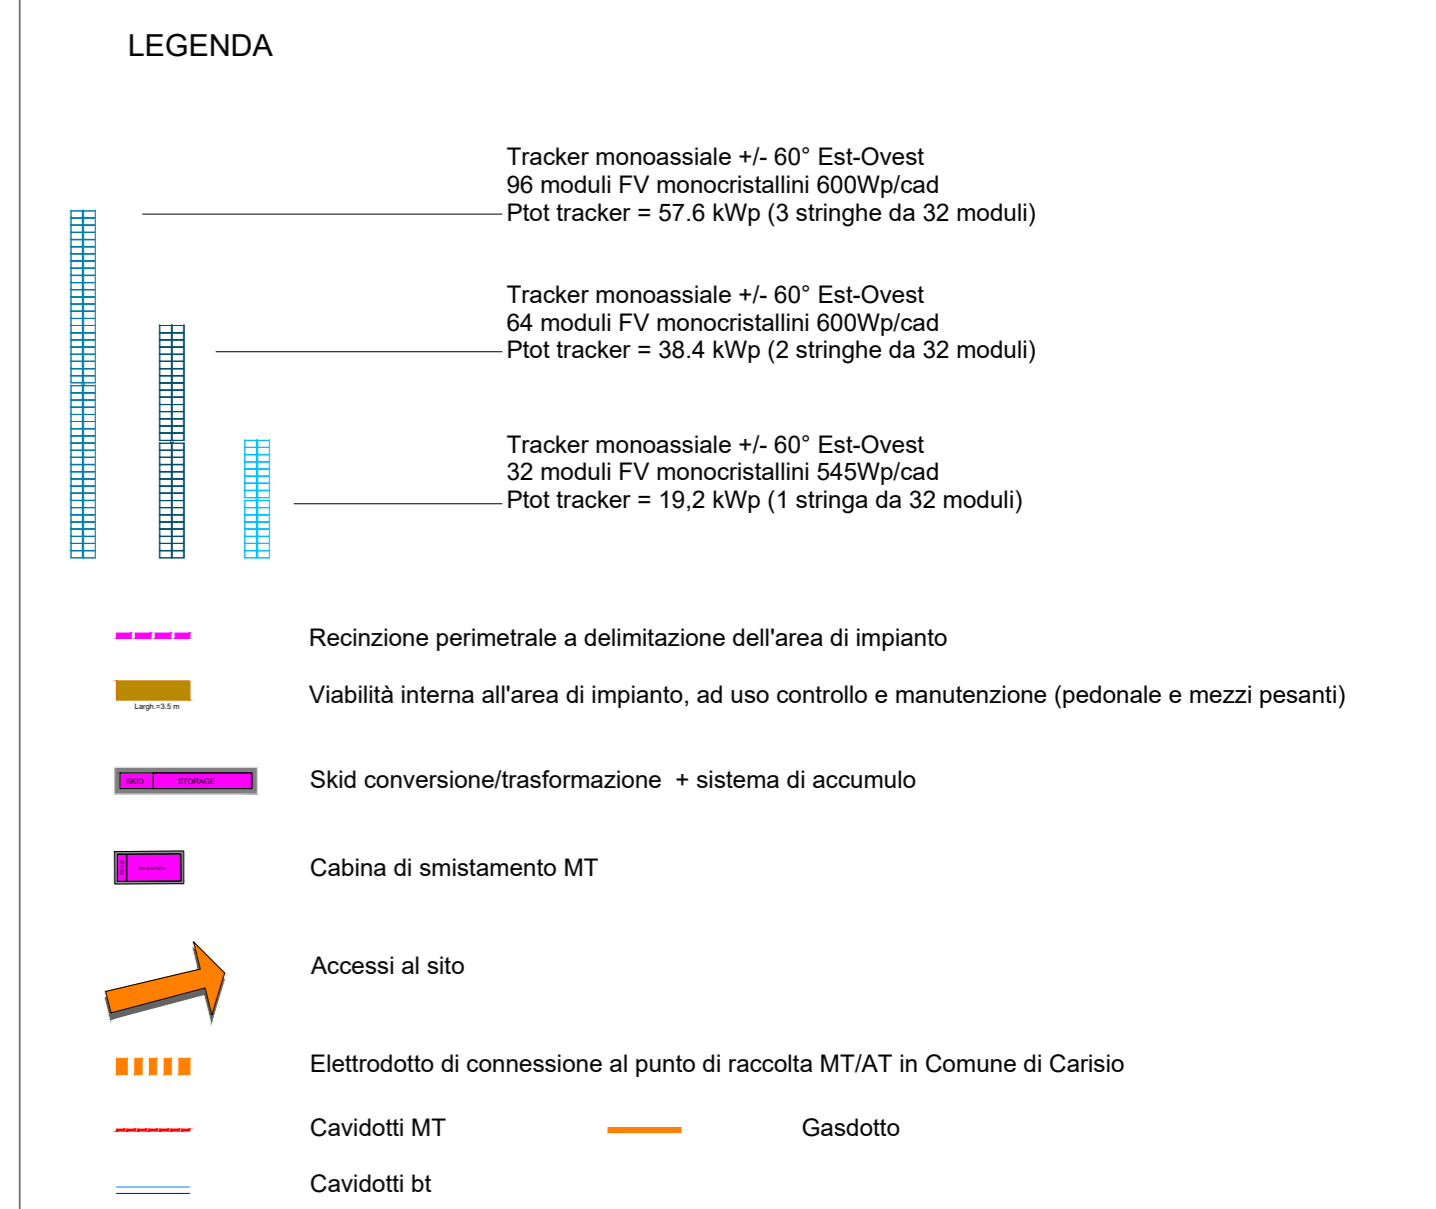 LEGENDA
Tracker monoassiale +/- 60° Est-Ovest
96 moduli FV monocristallini 600Wp/cad
Ptot tracker = 57.6 kWp (3 stringhe da 32 moduli)
Tracker monoassiale +/- 60° Est-Ovest
64 moduli FV monocristallini 600Wp/cad
Ptot tracker = 38.4 kWp (2 stringhe da 32 moduli)
Tracker monoassiale +/- 60° Est-Ovest
32 moduli FV monocristallini 545Wp/cad
Ptot tracker = 19,2 kWp (1 stringa da 32 moduli)
Recinzione perimetrale a delimitazione dell'area di impianto
Largh.=3.5 m
Viabilità interna all'area di impianto, ad uso controllo e manutenzione (pedonale e mezzi pesanti)
SKID STORAGE
Skid conversione/trasformazione + sistema di accumulo
Cabina di smistamento MT
Accessi al sito
Elettrodotto di connessione al punto di raccolta MT/AT in Comune di Carisio
Cavidotti MT
Gasdotto
Cavidotti bt